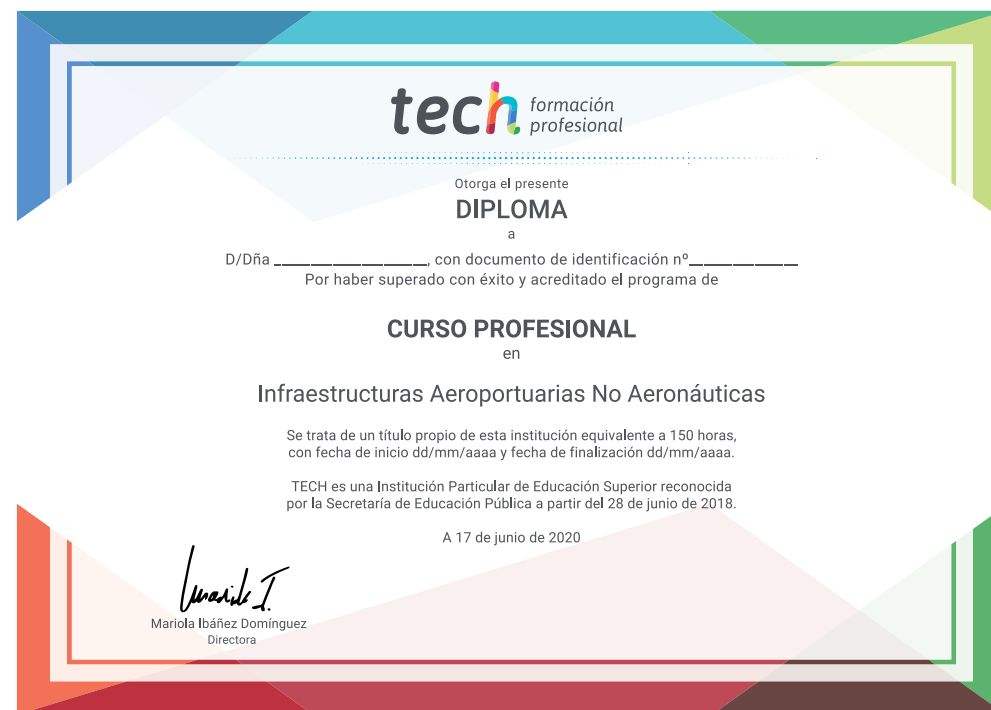 tech formación
profesional
Otorga el presente
DIPLOMA
a
D/Dña ____________________, con documento de identificación nº______________
Por haber superado con éxito y acreditado el programa de
CURSO PROFESIONAL
en
Infraestructuras Aeroportuarias No Aeronáuticas
Se trata de un título propio de esta institución equivalente a 150 horas,
con fecha de inicio dd/mm/aaaa y fecha de finalización dd/mm/aaaa.
TECH es una Institución Particular de Educación Superior reconocida
por la Secretaría de Educación Pública a partir del 28 de junio de 2018.
A 17 de junio de 2020
Mariola I.
Mariola Ibáñez Domínguez
Directora